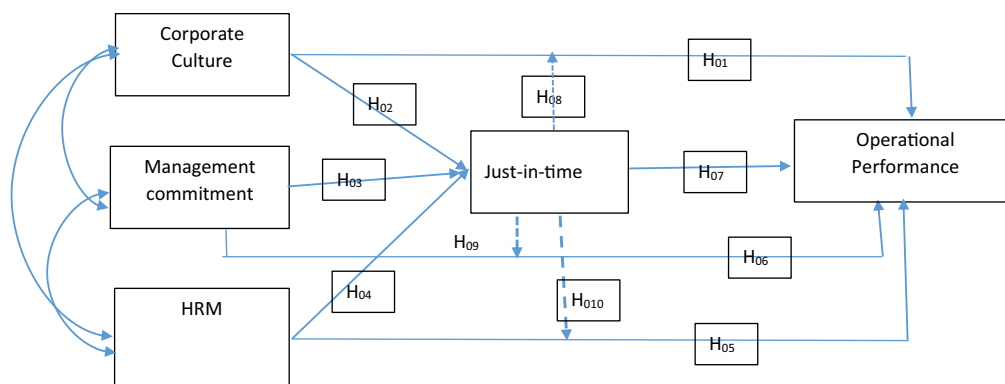 Corporate
Culture
H01
H02
H08
Management
commitment
H03
Just-in-time
H07
Operational
Performance
H09
H06
H04
HRM
H010
H05